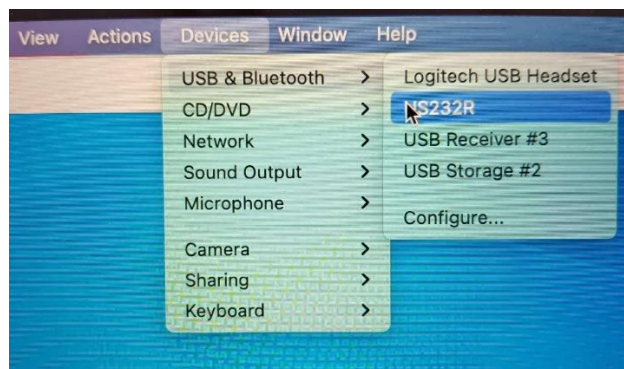 View Actions Devices Window Help
USB & Bluetooth
CD/DVD
Network
Sound Output
Microphone
Camera
Sharing
Keyboard
Logitech USB Headset
USB Receiver #3
USB Storage #2
Configure...